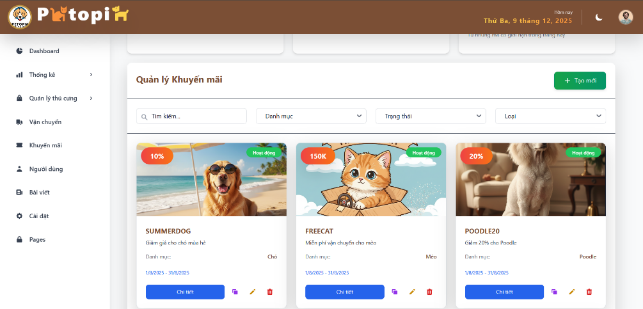 PETOPIA
P topi
Hôm nay
Thứ Ba, 9 tháng 12, 2025
Dashboard
Thống kê
Quản lý thú cưng
Vận chuyển
Khuyến mãi
Người dùng
Bài viết
Cài đặt
Pages
Quản lý Khuyến mãi
+ Tạo mới
Tìm kiếm...
Danh mục
Trạng thái
Loại
10%
Hoạt động
150K
Hoạt động
20%
Hoạt động
SUMMERDOG
Giảm giá cho chó mùa hè
Danh mục:
Chó
1/6/2025 - 31/8/2025
Chi tiết
FREECAT
Miễn phí vận chuyển cho mèo
Danh mục:
Mèo
1/6/2025 - 31/8/2025
Chi tiết
POODLE20
Giảm 20% cho Poodle
Danh mục:
Poodle
1/8/2025 - 31/8/2025
Chi tiết